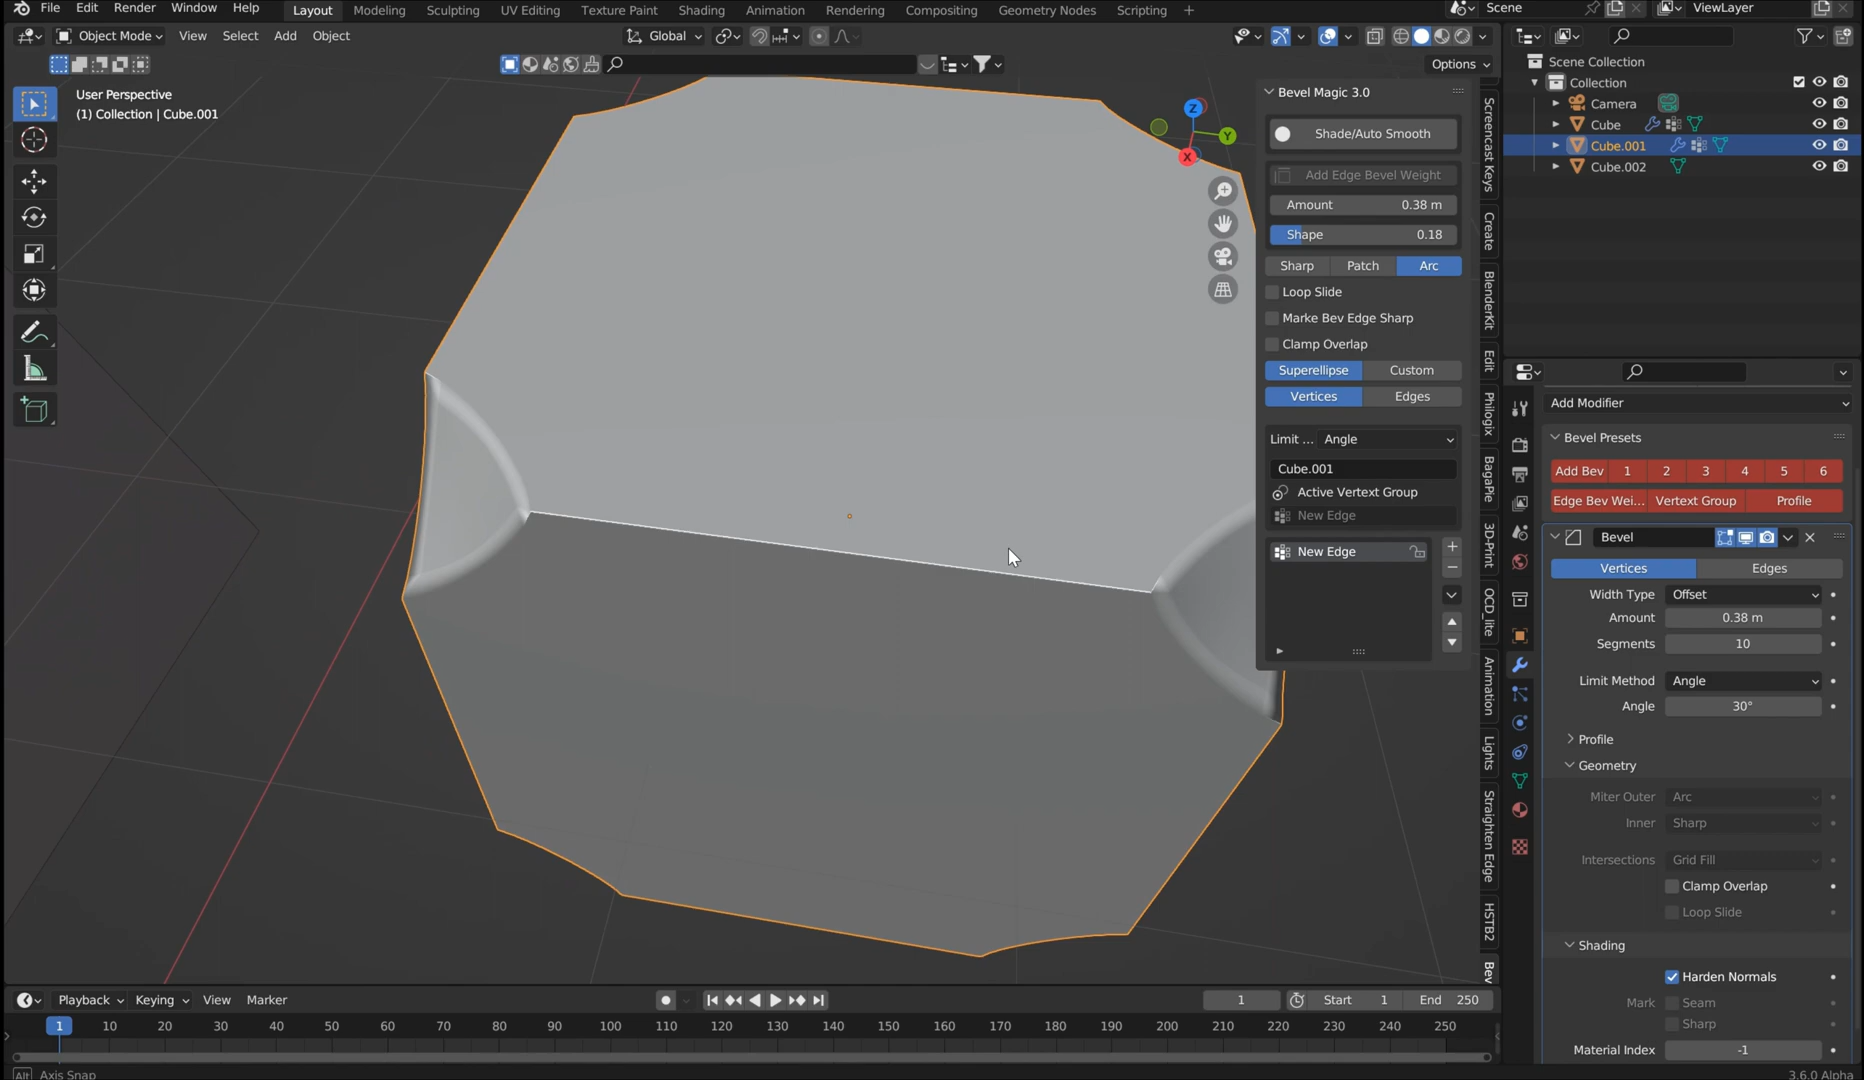 File Edit Render Window Help Layout Modeling Sculpting UV Editing Texture Paint Shading Animation Rendering Compositing Geometry Nodes Scripting + Scene ViewLayer
Object Mode View Select Add Object Global
Options
User Perspective
(1) Collection | Cube.001
Z
Y
X
Bevel Magic 3.0
Shade/Auto Smooth
Add Edge Bevel Weight
Amount 0.38 m
Shape 0.18
Sharp Patch Arc
Loop Slide
Marke Bev Edge Sharp
Clamp Overlap
Superellipse Custom
Vertices Edges
Limit ... Angle
Cube.001
Active Vertext Group
New Edge
New Edge
Screencast Keys
Create
BlenderKit
Edit
Philogix
BagaPie
3D-Print
OCD_lite
Animation
Lights
Straighten Edge
HSTB2
Bev
Scene Collection
Collection
Camera
Cube
Cube.001
Cube.002
Add Modifier
Bevel Presets
Add Bev 1 2 3 4 5 6
Edge Bev Wei... Vertext Group Profile
Bevel
Vertices Edges
Width Type Offset
Amount 0.38 m
Segments 10
Limit Method Angle
Angle 30°
Profile
Geometry
Miter Outer Arc
Inner Sharp
Intersections Grid Fill
Clamp Overlap
Loop Slide
Shading
Harden Normals
Mark Seam
Sharp
Material Index -1
Playback Keying View Marker 1 Start 1 End 250
1 10 20 30 40 50 60 70 80 90 100 110 120 130 140 150 160 170 180 190 200 210 220 230 240 250
Alt Axis Snap 3.6.0 Alpha